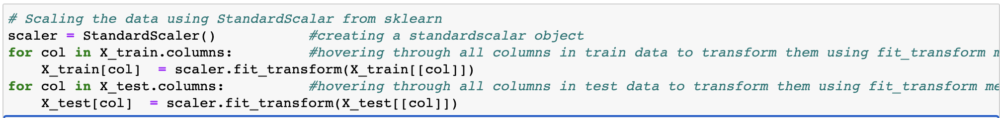 # Scaling the data using StandardScalar from sklearn
scaler = StandardScaler() #creating a standardscalar object
for col in X_train.columns: #hovering through all columns in train data to transform them using fit_transform
X_train[col] = scaler.fit_transform(X_train[[col]])
for col in X_test.columns: #hovering through all columns in test data to transform them using fit_transform
X_test[col] = scaler.fit_transform(X_test[[col]])